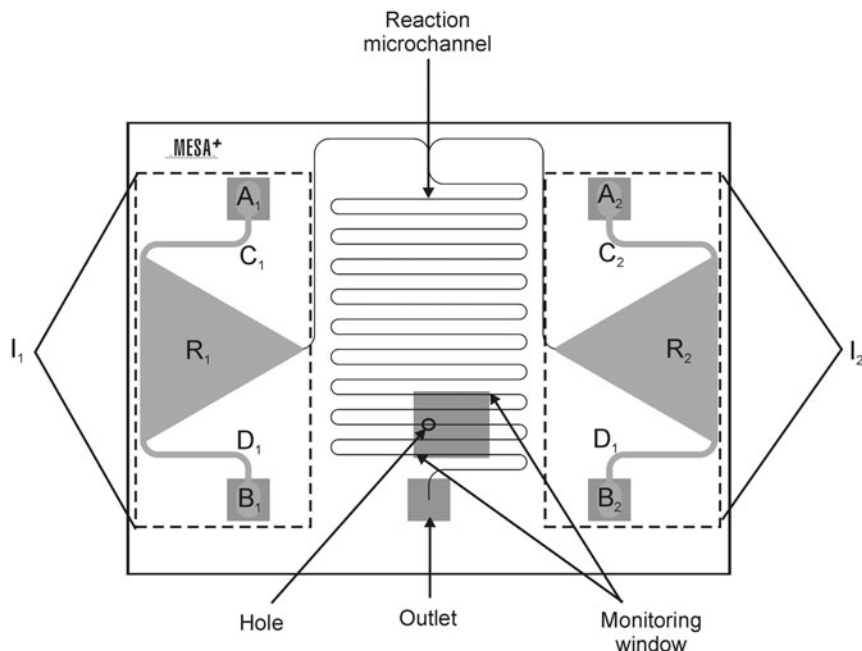 Reaction
microchannel
MESA+
A₁
A₂
C₁
C₂
I₁
R₁
R₂
I₂
D₁
D₁
B₁
B₂
Hole
Outlet
Monitoring
window